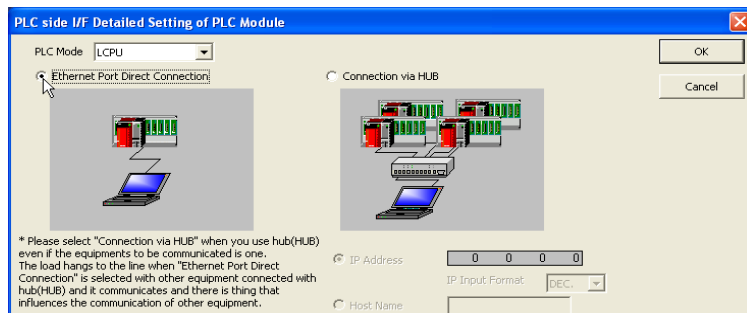 PLC side I/F Detailed Setting of PLC Module
PLC Mode LCPU
OK
Ethernet Port Direct Connection
Connection via HUB
Cancel
* Please select "Connection via HUB" when you use hub(HUB)
even if the equipments to be communicated is one.
The load hangs to the line when "Ethernet Port Direct
Connection" is selected with other equipment connected with
hub(HUB) and it communicates and there is thing that
influences the communication of other equipment.
IP Address 0 0 0 0
IP Input Format DEC.
Host Name